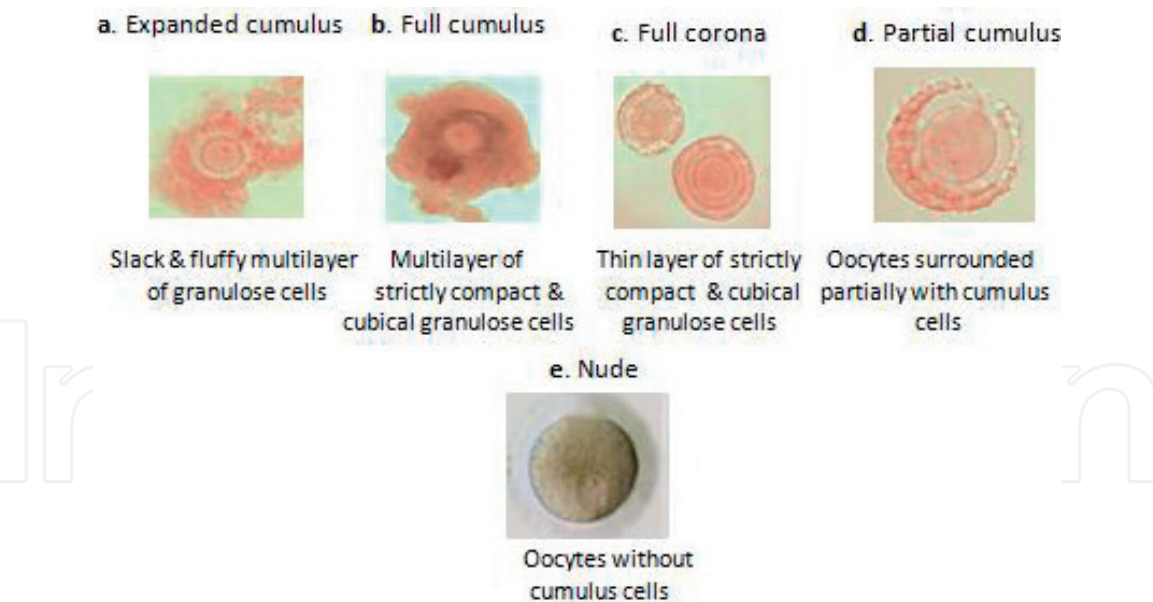 a. Expanded cumulus
b. Full cumulus
c. Full corona
d. Partial cumulus
Slack & fluffy multilayer
of granulose cells
Multilayer of
strictly compact &
cubical granulose cells
Thin layer of strictly
compact & cubical
granulose cells
Oocytes surrounded
partially with cumulus
cells
e. Nude
Oocytes without
cumulus cells